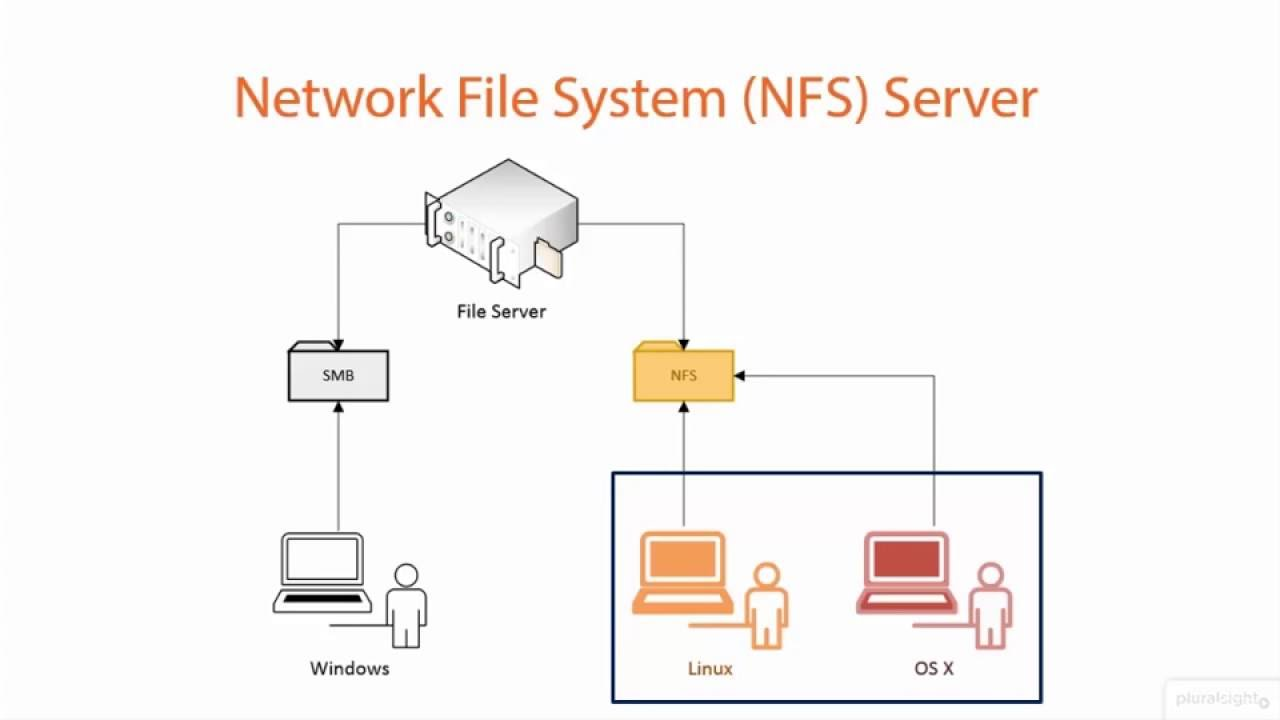 Network File System (NFS) Server
File Server
SMB
NFS
Windows
Linux
OS X
pluralsight